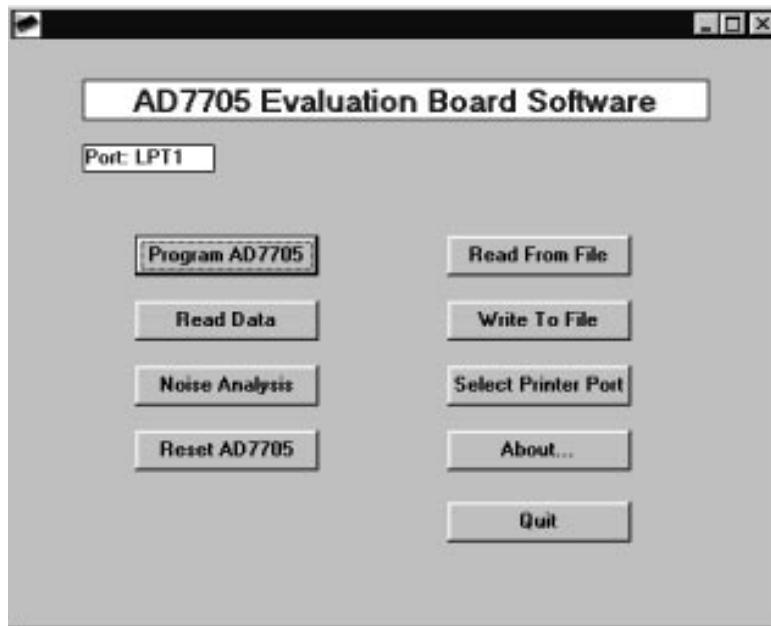 AD7705 Evaluation Board Software
Port: LPT1
Program AD7705
Read From File
Read Data
Write To File
Noise Analysis
Select Printer Port
Reset AD7705
About...
Quit